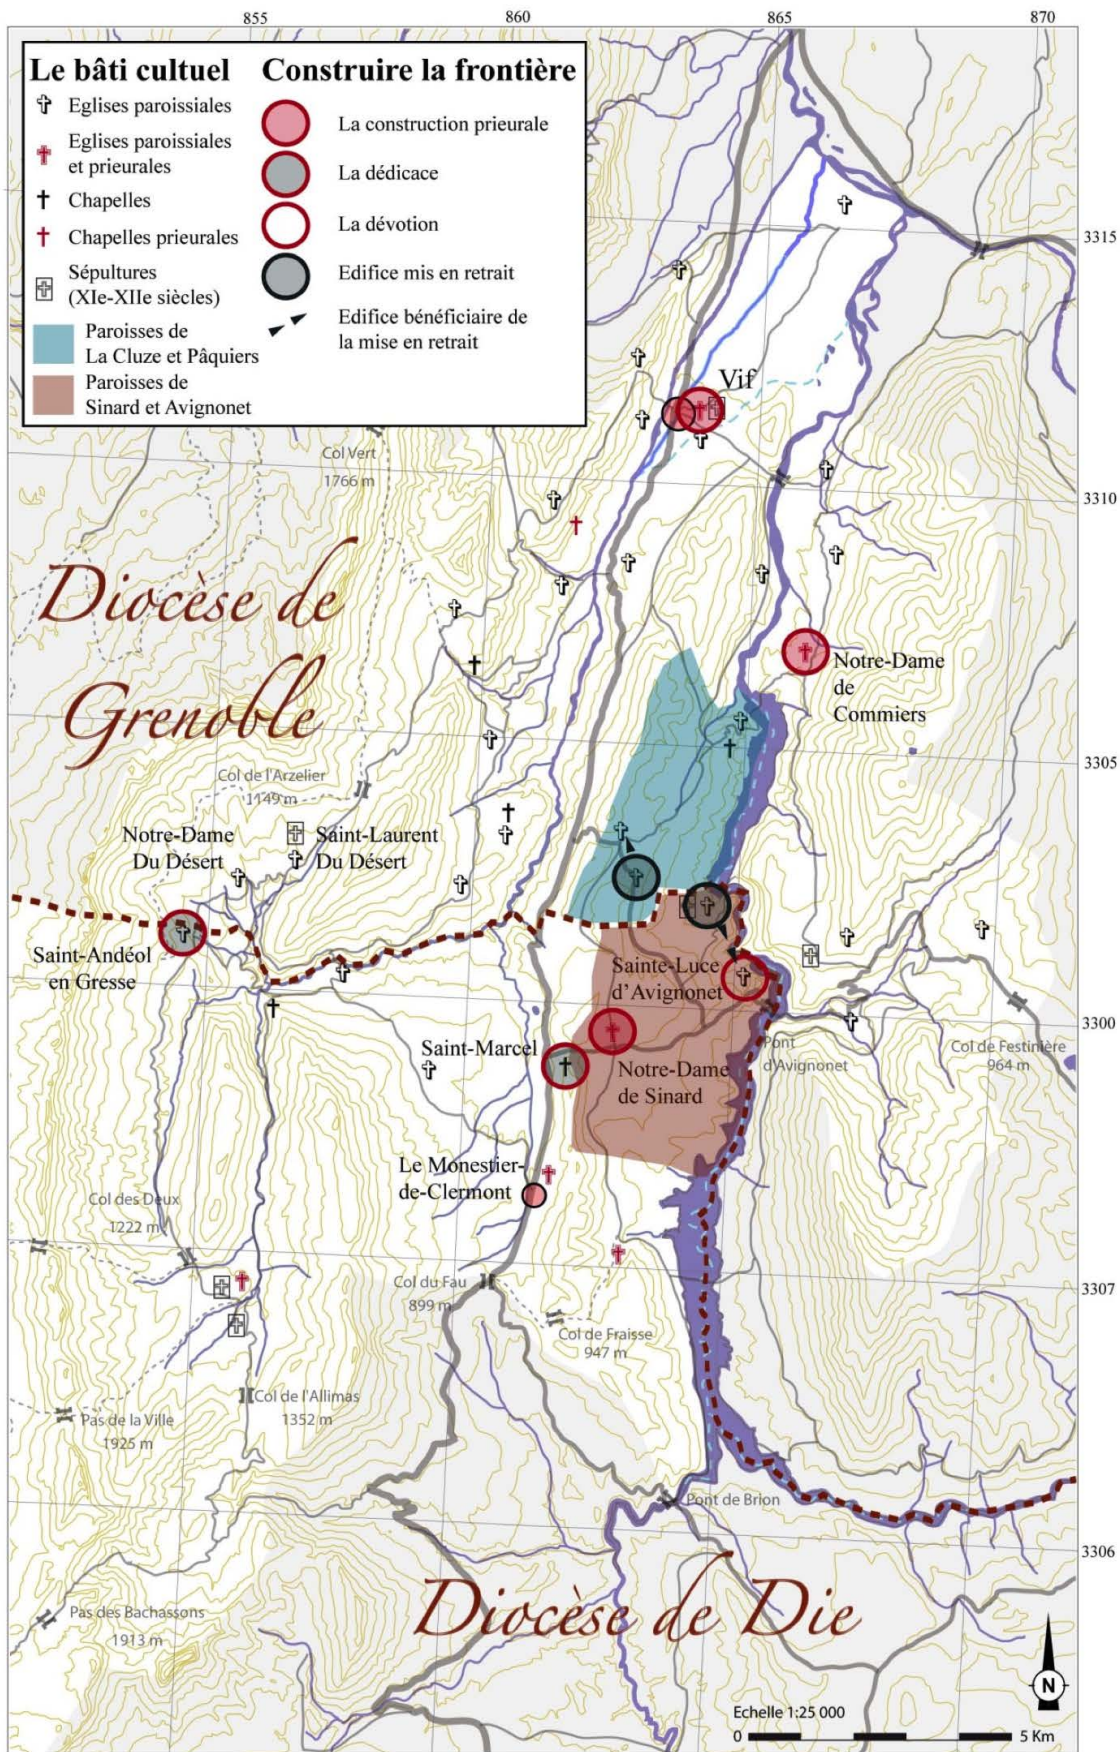 855
860
865
870
Le bâti cultuel
Eglises paroissiales
Eglises paroissiales
et prieurales
Chapelles
Chapelles prieurales
Sépultures
(XIe-XIIe siècles)
Paroisses de
La Cluze et Pâquiers
Paroisses de
Sinard et Avignonet
Construire la frontière
La construction prieurale
La dédicace
La dévotion
Edifice mis en retrait
Edifice bénéficiaire de
la mise en retrait
3315
Vif
Col Vert
1766 m
3310
Diocèse de
Grenoble
Notre-Dame
de
Commiers
3305
Col de l'Arzelier
1149 m
Notre-Dame
Du Désert
Saint-Laurent
Du Désert
Saint-Andéol
en Gresse
Sainte-Luce
d'Avignonet
3300
Saint-Marcel
Pont
d'Avignonet
Col de Festinière
964 m
Notre-Dame
de Sinard
Le Monestier-
de-Clermont
Col des Deux
1222 m
Col du Fau
899 m
3307
Col de Fraisse
947 m
Col de l'Allimas
1352 m
Pas de la Ville
1925 m
Pont de Brion
3306
Diocèse de Die
Pas des Bachassons
1913 m
N
Echelle 1:25 000
0
5 Km